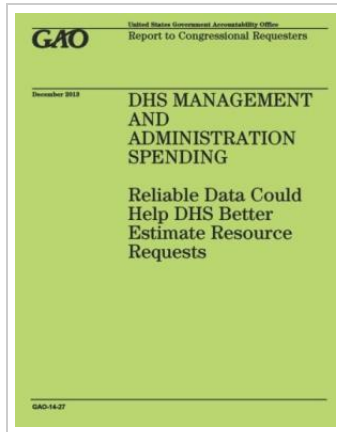 United States Government Accountability Office
GAO
Report to Congressional Requesters
December 2013
DHS MANAGEMENT
AND
ADMINISTRATION
SPENDING
Reliable Data Could
Help DHS Better
Estimate Resource
Requests
GAO-14-27